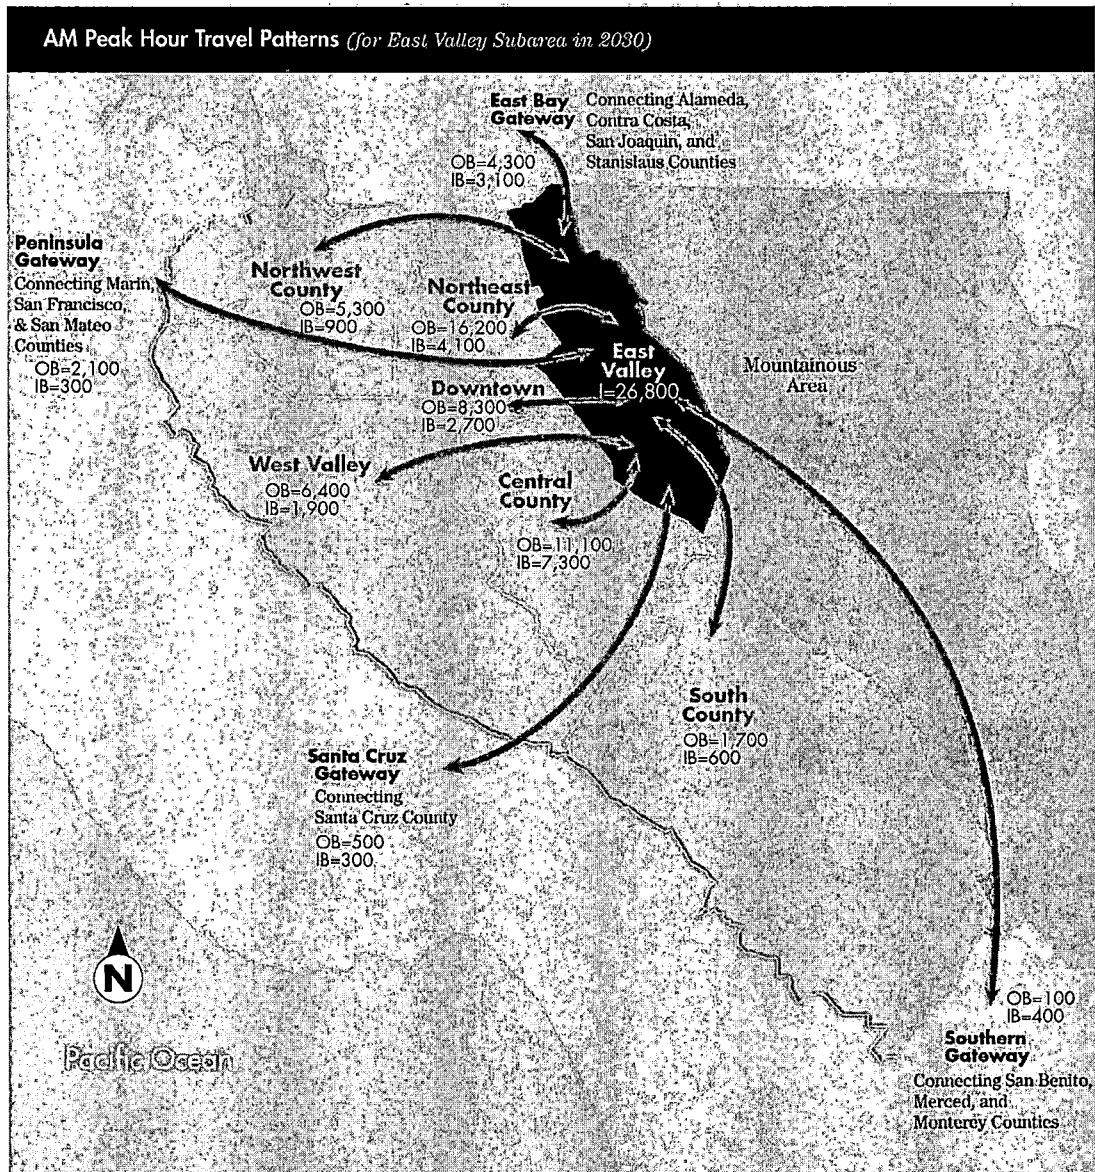 AM Peak Hour Travel Patterns (for East Valley Subarea in 2030)
East Bay
Gateway
Connecting Alameda,
Contra Costa,
San Joaquin, and
Stanislaus Counties
OB=4,300
IB=3,100
Peninsula
Gateway
Connecting Marin,
San Francisco,
& San Mateo
Counties
OB=2,100
IB=300
Northwest
County
OB=5,300
IB=900
Northeast
County
OB=16,200
IB=4,100
East
Valley
I=26,800
Mountainous
Area
Downtown
OB=8,300
IB=2,700
West Valley
OB=6,400
IB=1,900
Central
County
OB=11,100
IB=7,300
South
County
OB=1,700
IB=600
Santa Cruz
Gateway
Connecting
Santa Cruz County
OB=500
IB=300
N
Pacific Ocean
OB=100
IB=400
Southern
Gateway
Connecting San Benito,
Merced, and
Monterey Counties